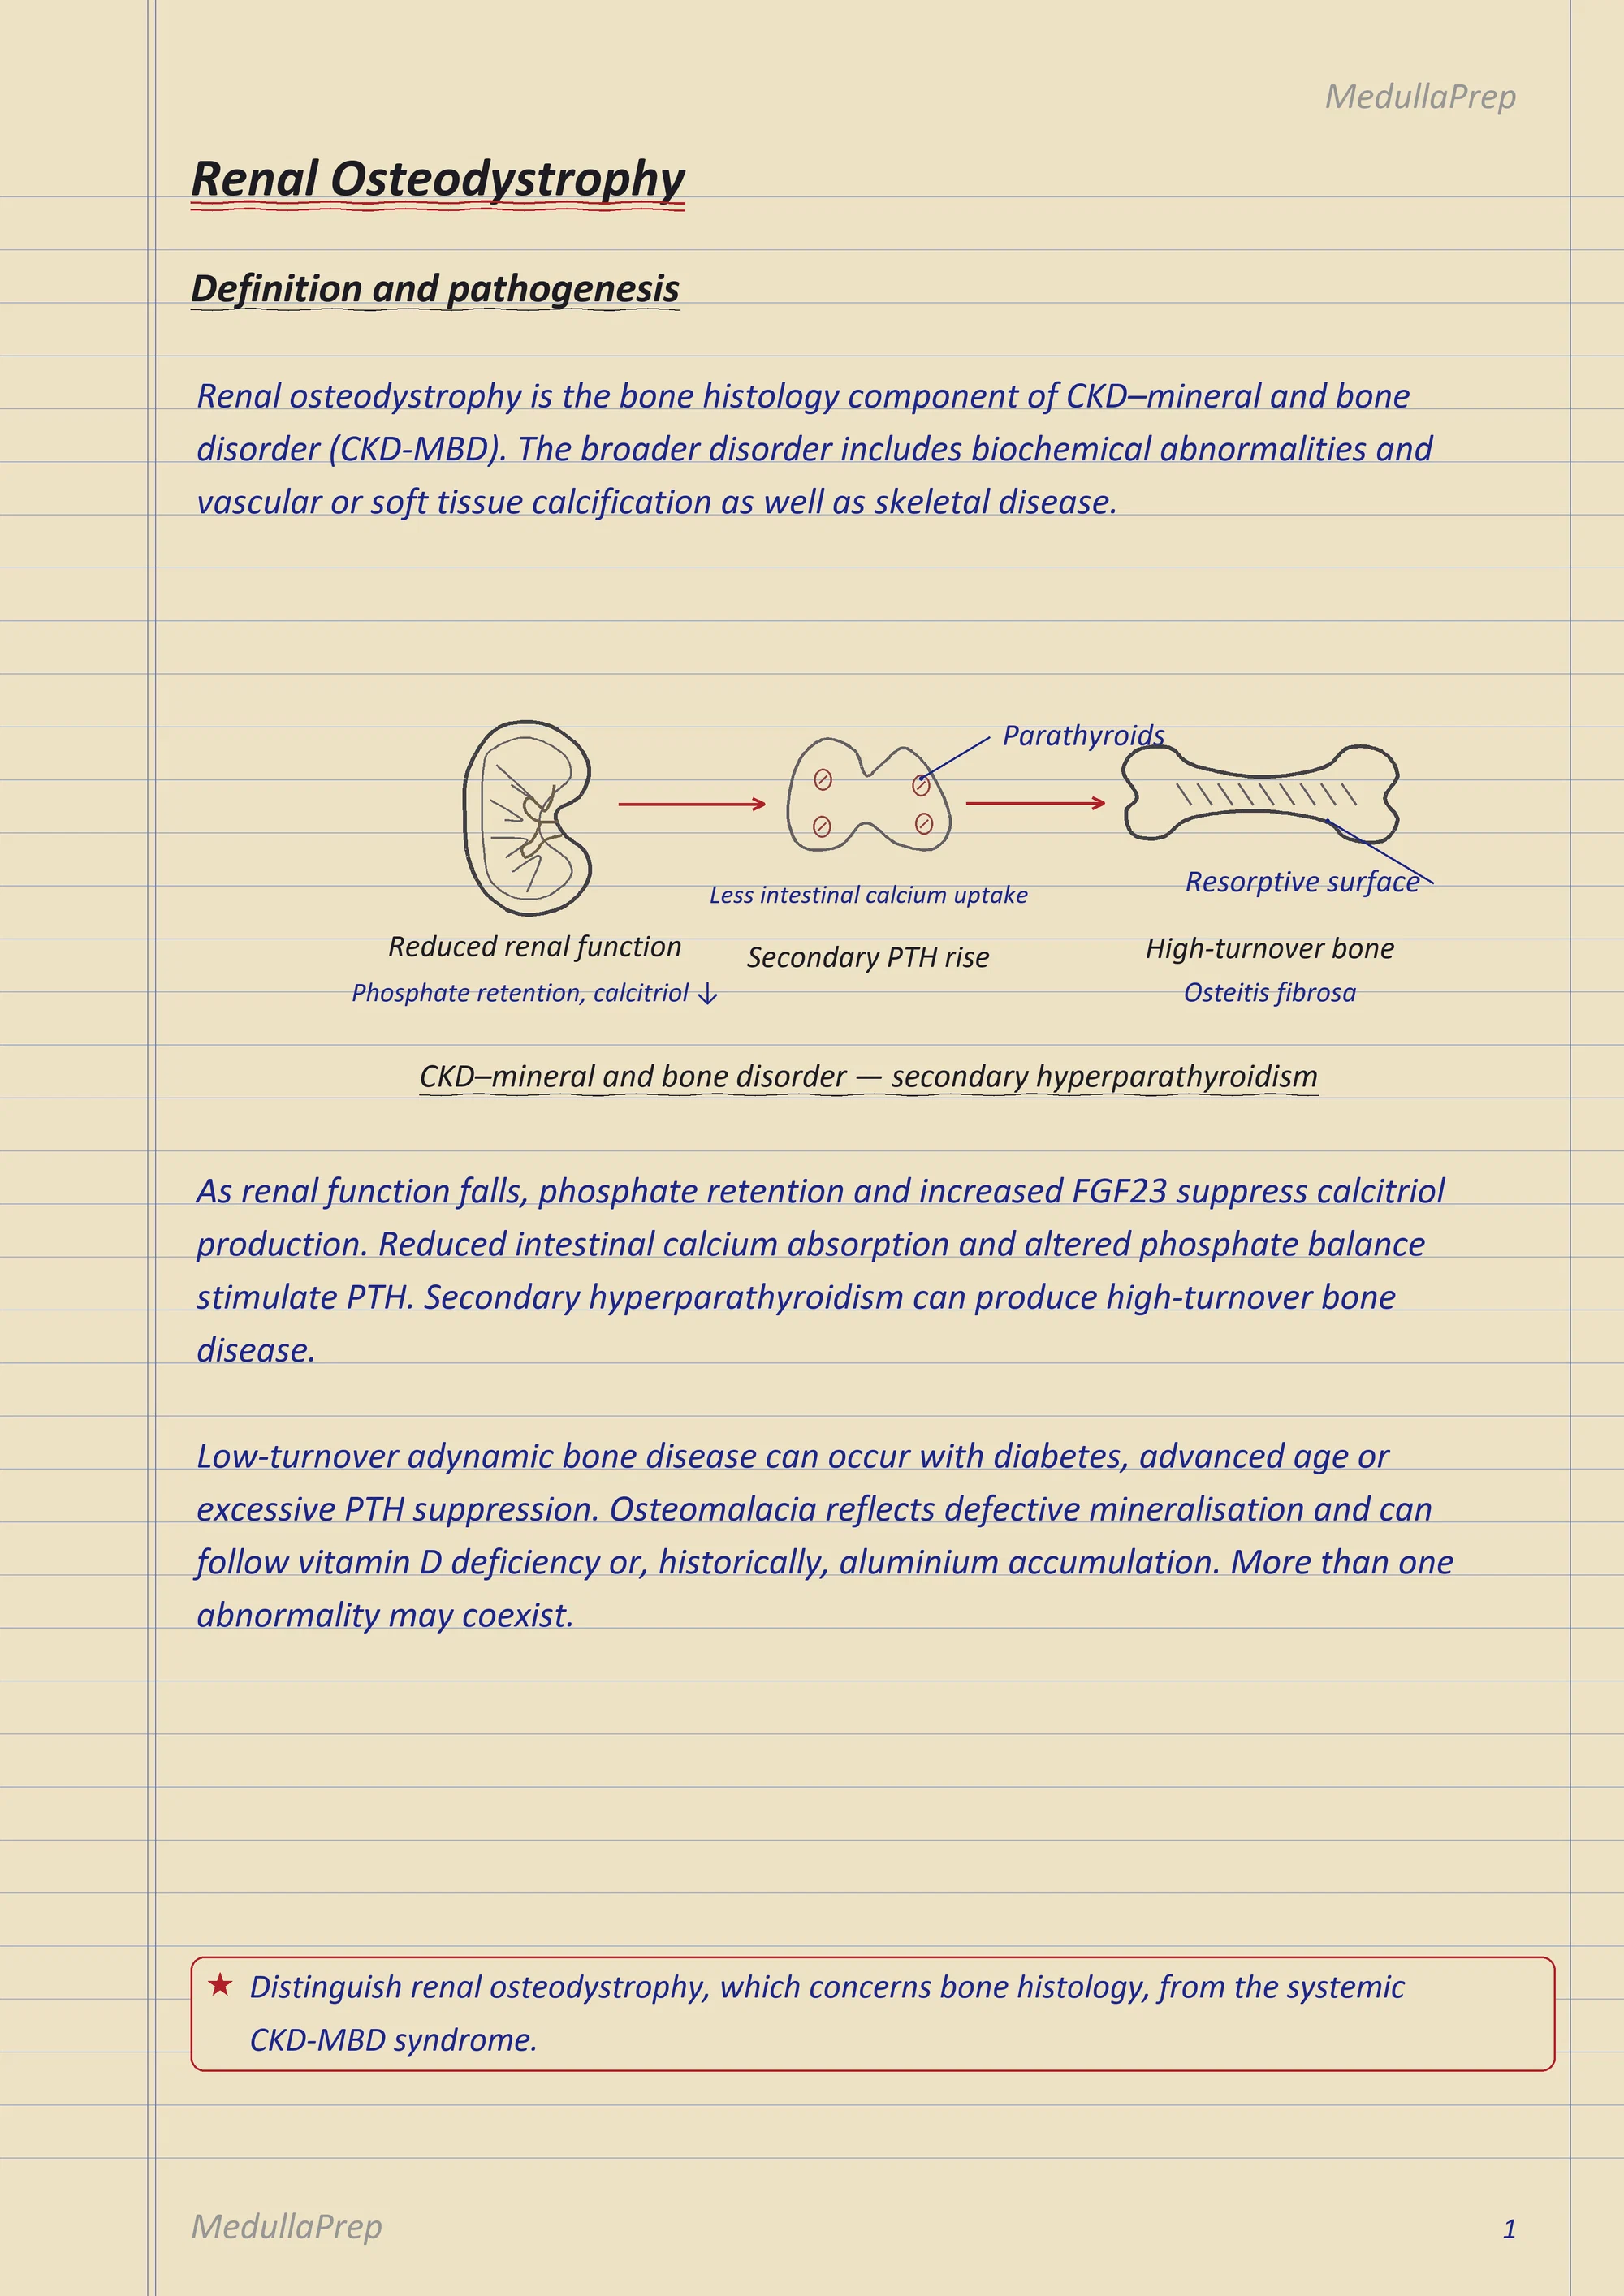 MedullaPrep
Renal Osteodystrophy
Definition and pathogenesis
Renal osteodystrophy is the bone histology component of CKD–mineral and bone
disorder (CKD-MBD). The broader disorder includes biochemical abnormalities and
vascular or soft tissue calcification as well as skeletal disease.
Parathyroids
Resorptive surface
Less intestinal calcium uptake
Reduced renal function
Secondary PTH rise
High-turnover bone
Phosphate retention, calcitriol ↓
Osteitis fibrosa
CKD–mineral and bone disorder — secondary hyperparathyroidism
As renal function falls, phosphate retention and increased FGF23 suppress calcitriol
production. Reduced intestinal calcium absorption and altered phosphate balance
stimulate PTH. Secondary hyperparathyroidism can produce high-turnover bone
disease.
Low-turnover adynamic bone disease can occur with diabetes, advanced age or
excessive PTH suppression. Osteomalacia reflects defective mineralisation and can
follow vitamin D deficiency or, historically, aluminium accumulation. More than one
abnormality may coexist.
★ Distinguish renal osteodystrophy, which concerns bone histology, from the systemic
CKD-MBD syndrome.
MedullaPrep
1